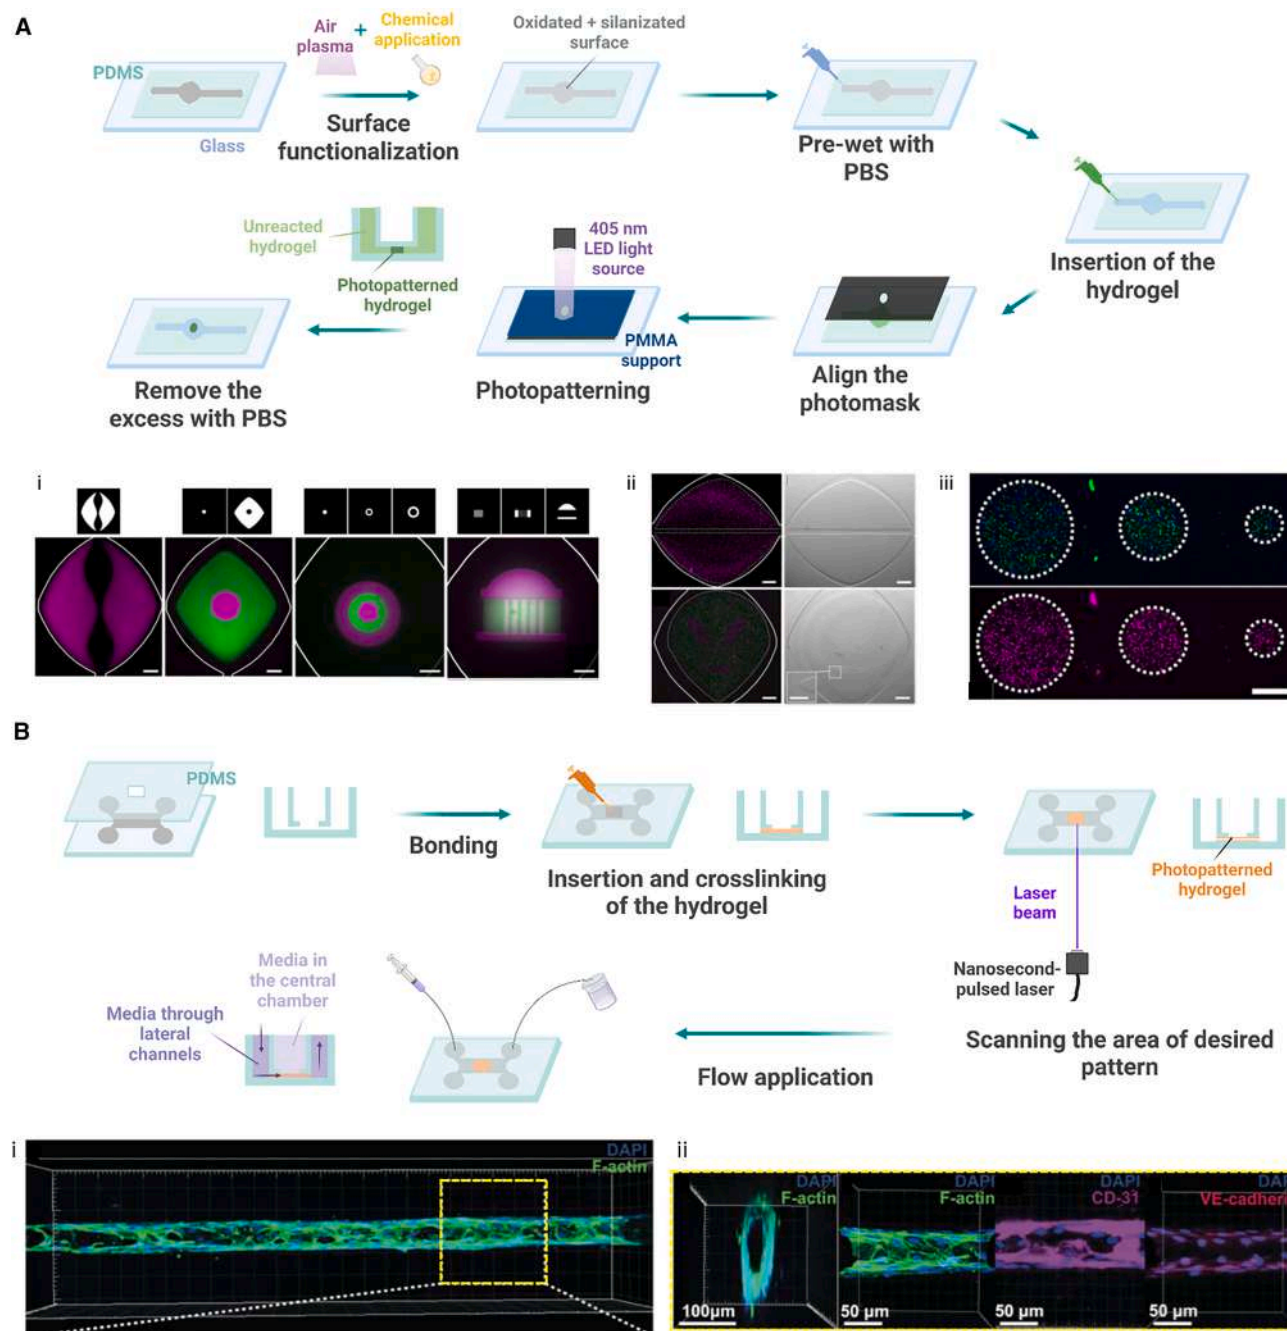 A
Air
plasma
+
Chemical
application
Oxidated + silanizated
surface
PDMS
Glass
Surface
functionalization
Pre-wet with
PBS
Insertion of the
hydrogel
Unreacted
hydrogel
Photopatterned
hydrogel
405 nm
LED light
source
PMMA
support
Remove the
excess with PBS
Photopatterning
Align the
photomask
i
ii
iii
B
PDMS
Bonding
Insertion and crosslinking
of the hydrogel
Photopatterned
hydrogel
Laser
beam
Nanosecond-
pulsed laser
Scanning the area of desired
pattern
Media in
the central
chamber
Media through
lateral
channels
Flow application
i
DAPI
F-actin
ii
DAPI
F-actin
100µm
DAPI
F-actin
50 µm
DAPI
CD-31
50 µm
DAPI
VE-cadher
50 µm